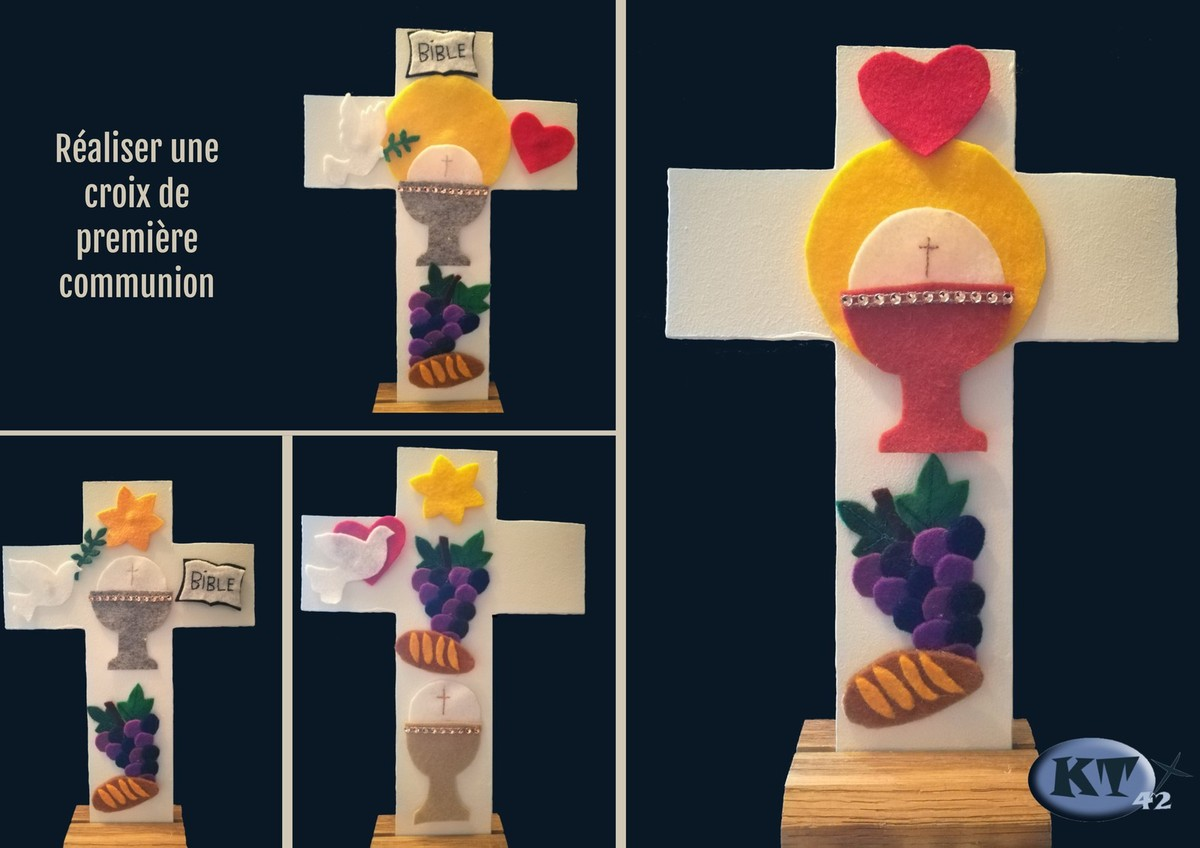 Réaliser une
croix de
première
communion
BIBLE
BIBLE
KT
42